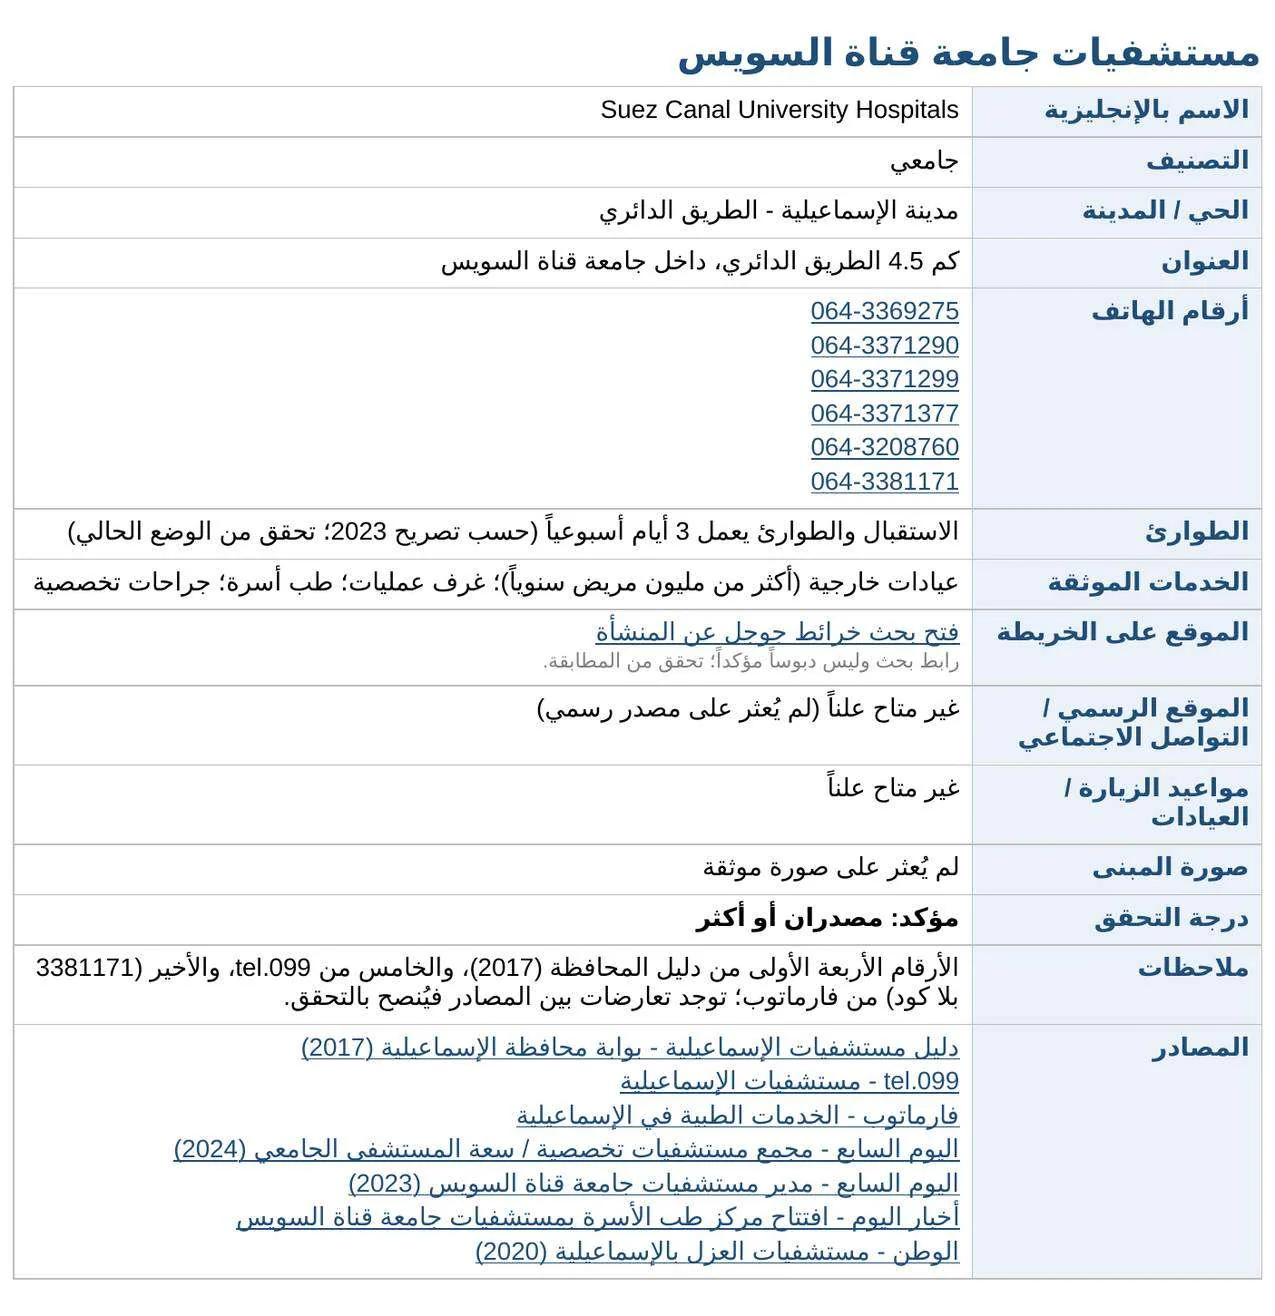 مستشفيات جامعة قناة السويس
الاسم بالإنجليزية
Suez Canal University Hospitals
التصنيف
جامعي
الحي / المدينة
مدينة الإسماعيلية - الطريق الدائري
العنوان
كم 4.5 الطريق الدائري، داخل جامعة قناة السويس
أرقام الهاتف
064-3369275
064-3371290
064-3371299
064-3371377
064-3208760
064-3381171
الطوارئ
الاستقبال والطوارئ يعمل 3 أيام أسبوعياً (حسب تصريح 2023؛ تحقق من الوضع الحالي)
الخدمات الموثقة
عيادات خارجية (أكثر من مليون مريض سنوياً)؛ غرف عمليات؛ طب أسرة؛ جراحات تخصصية
الموقع على الخريطة
فتح بحث خرائط جوجل عن المنشأة
رابط بحث وليس دبوساً مؤكداً؛ تحقق من المطابقة.
الموقع الرسمي /
التواصل الاجتماعي
غير متاح علناً (لم يُعثر على مصدر رسمي)
مواعيد الزيارة /
العيادات
غير متاح علناً
صورة المبنى
لم يُعثر على صورة موثقة
درجة التحقق
مؤكد: مصدران أو أكثر
ملاحظات
الأرقام الأربعة الأولى من دليل المحافظة (2017)، والخامس من tel.099، والأخير (3381171
بلا كود) من فارماتوب؛ توجد تعارضات بين المصادر فيُنصح بالتحقق.
المصادر
دليل مستشفيات الإسماعيلية - بوابة محافظة الإسماعيلية (2017)
tel.099 - مستشفيات الإسماعيلية
فارماتوب - الخدمات الطبية في الإسماعيلية
اليوم السابع - مجمع مستشفيات تخصصية / سعة المستشفى الجامعي (2024)
اليوم السابع - مدير مستشفيات جامعة قناة السويس (2023)
أخبار اليوم - افتتاح مركز طب الأسرة بمستشفيات جامعة قناة السويس
الوطن - مستشفيات العزل بالإسماعيلية (2020)